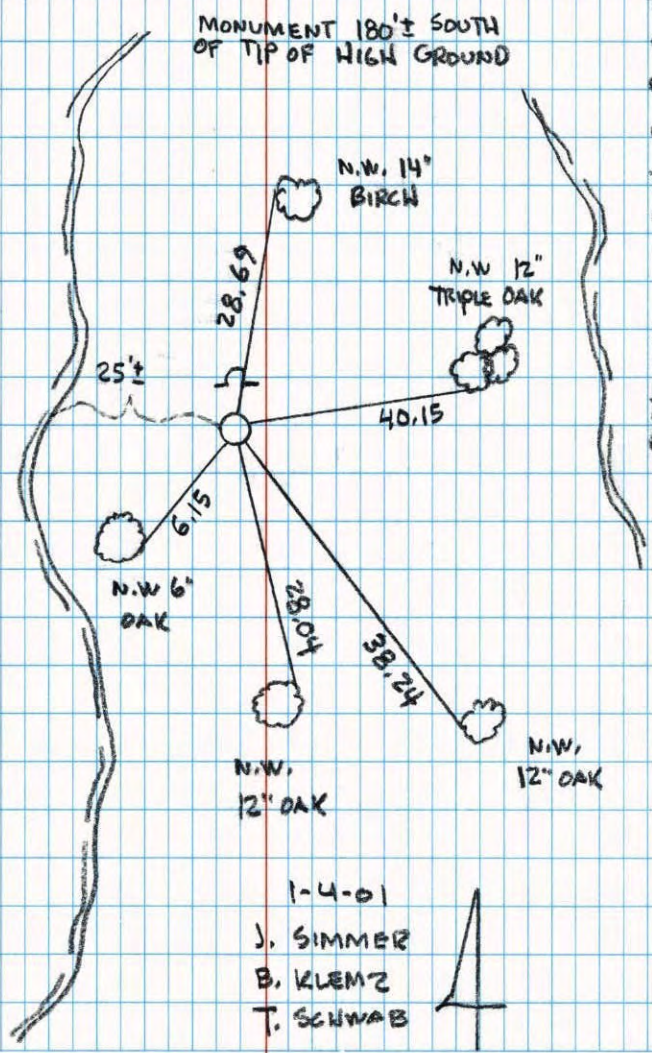 MONUMENT 180'± SOUTH
OF TIP OF HIGH GROUND
N.W. 14"
BIRCH
28.69
N.W 12"
TRIPLE OAK
25'±
40.15
6.15
N.W 6"
OAK
28.04
38.24
N.W.
12" OAK
N.W.
12" OAK
1-4-01
J. SIMMER
B. KLEMZ
T. SCHWAB